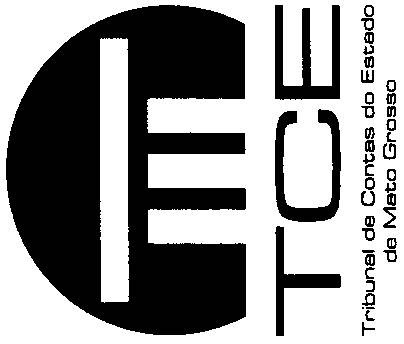 TCE
Tribunal de Contas do Estado
de Mato Grosso